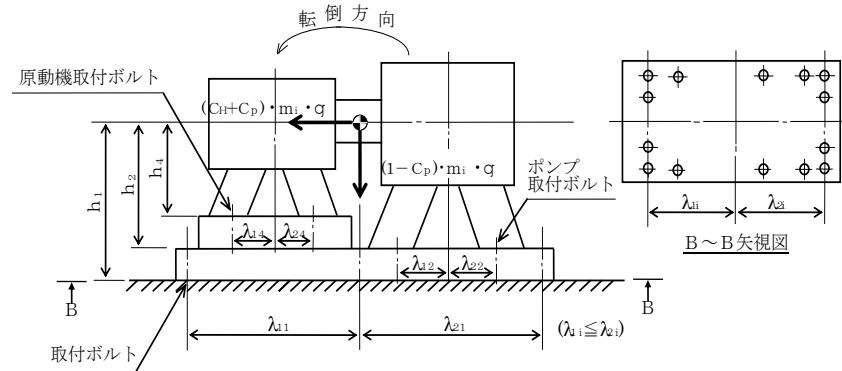 転倒方向
原動機取付ボルト
(CH+Cp)・mi・g
(1-Cp)・mi・g
ポンプ
取付ボルト
h1
h2
h4
λ14
λ24
λ12
λ22
λ1i
λ2i
B～B矢視図
B
B
λ11
λ21
(λ1i≦λ2i)
取付ボルト